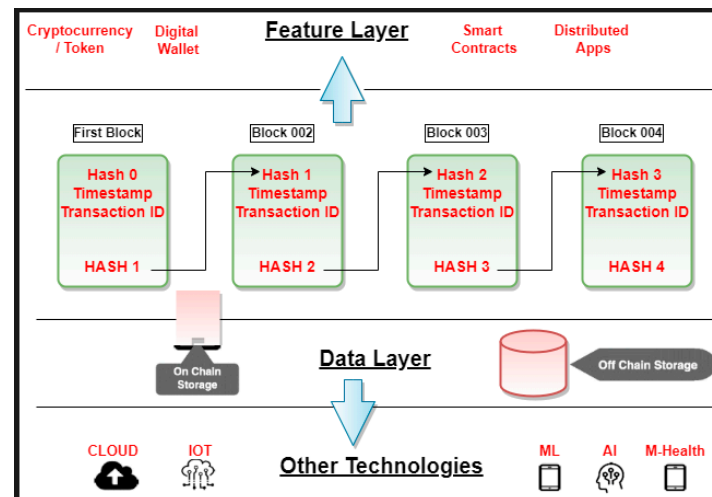 Cryptocurrency
/ Token
Digital
Wallet
Feature Layer
Smart
Contracts
Distributed
Apps
First Block
Block 002
Block 003
Block 004
Hash 0
Timestamp
Transaction ID
HASH 1
Hash 1
Timestamp
Transaction ID
HASH 2
Hash 2
Timestamp
Transaction ID
HASH 3
Hash 3
Timestamp
Transaction ID
HASH 4
On Chain
Storage
Data Layer
Off Chain Storage
CLOUD
IOT
Other Technologies
ML
AI
M-Health